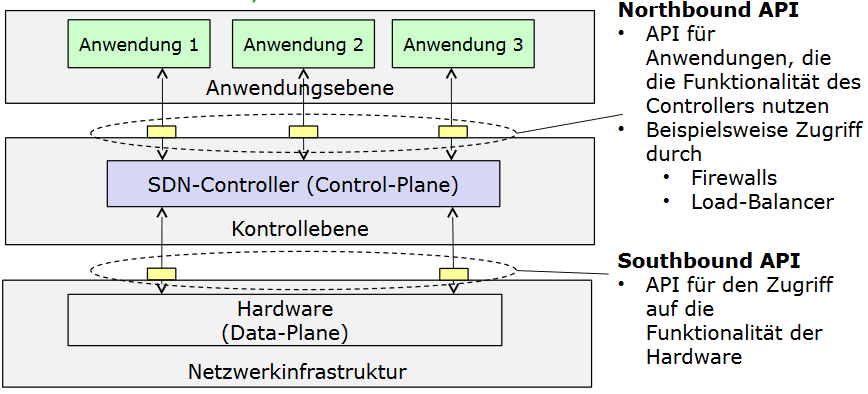 Anwendung 1
Anwendung 2
Anwendung 3
Anwendungsebene
SDN-Controller (Control-Plane)
Kontrollebene
Hardware
(Data-Plane)
Netzwerkinfrastruktur
Northbound API
• API für
Anwendungen, die
die Funktionalität des
Controllers nutzen
• Beispielsweise Zugriff
durch
• Firewalls
• Load-Balancer
Southbound API
• API für den Zugriff
auf die
Funktionalität der
Hardware